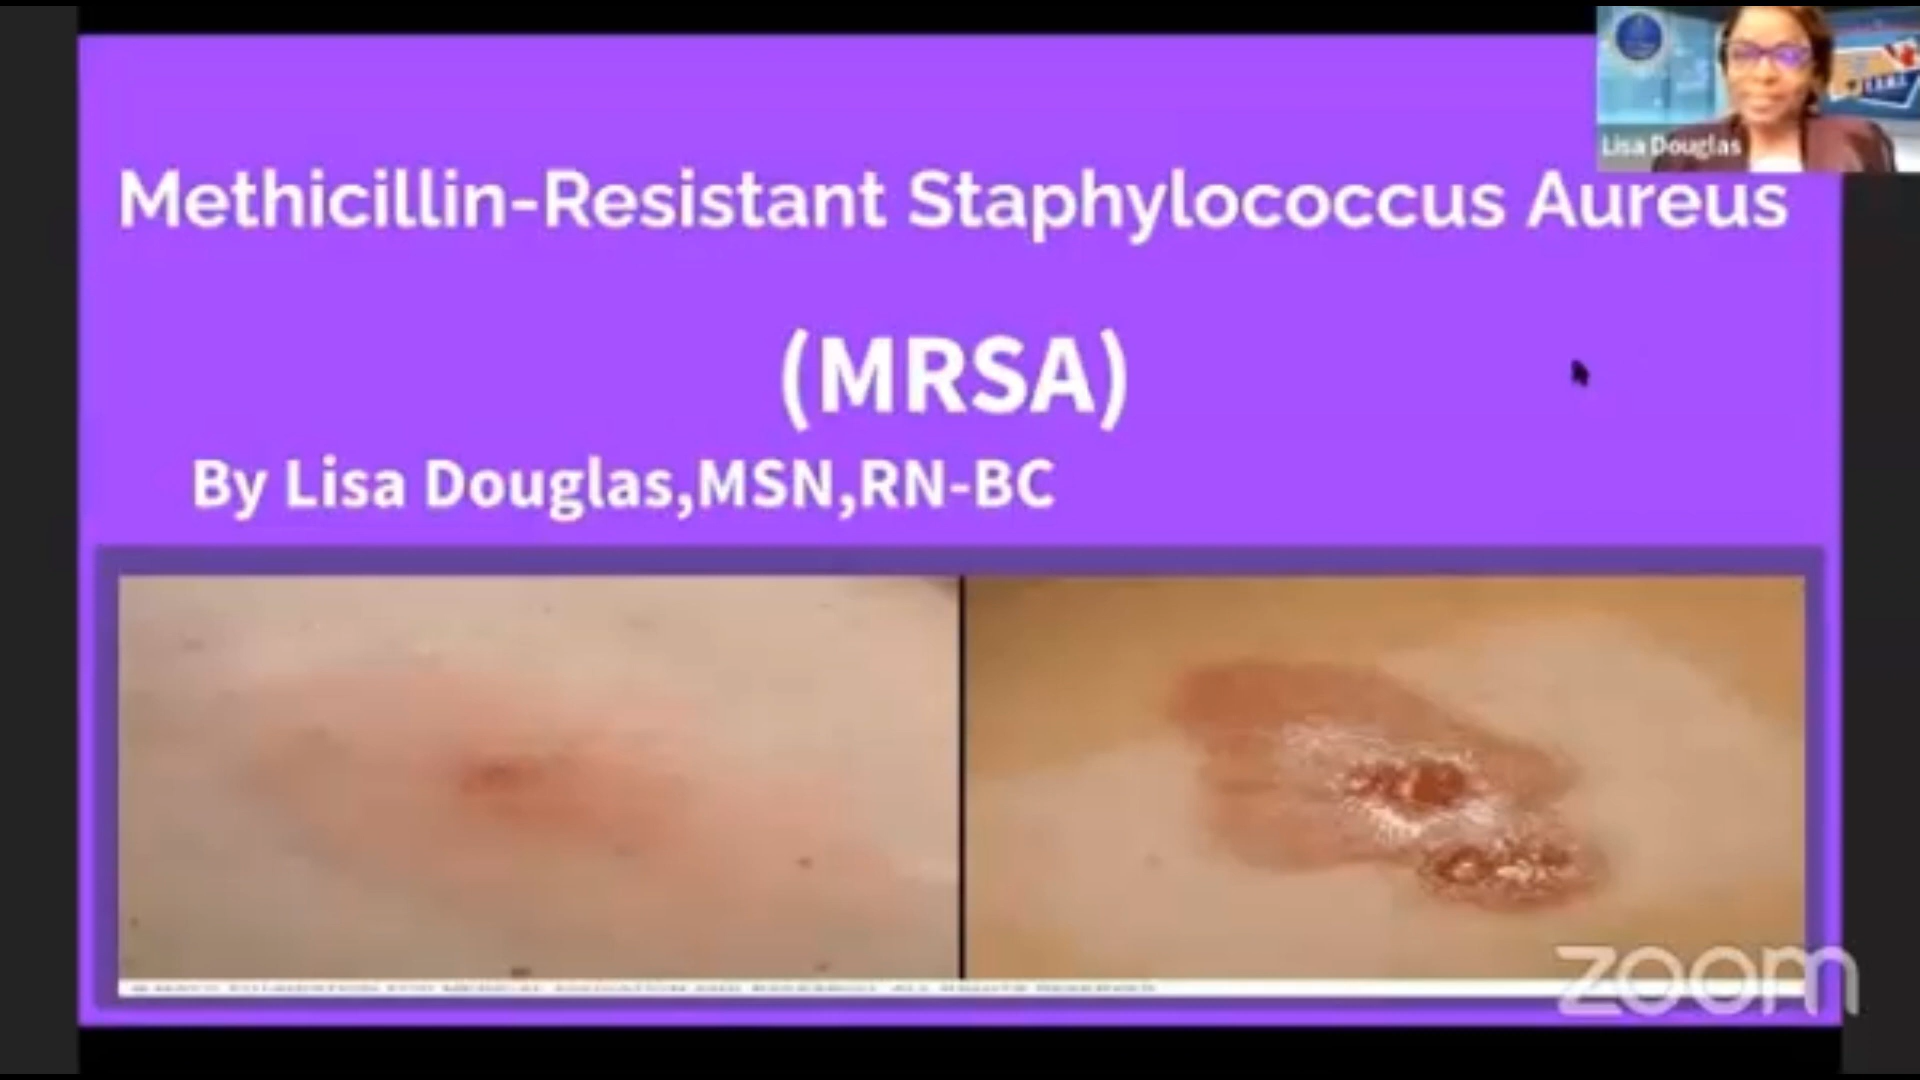 Lisa Douglas
Methicillin-Resistant Staphylococcus Aureus
(MRSA)
By Lisa Douglas,MSN,RN-BC
zoom